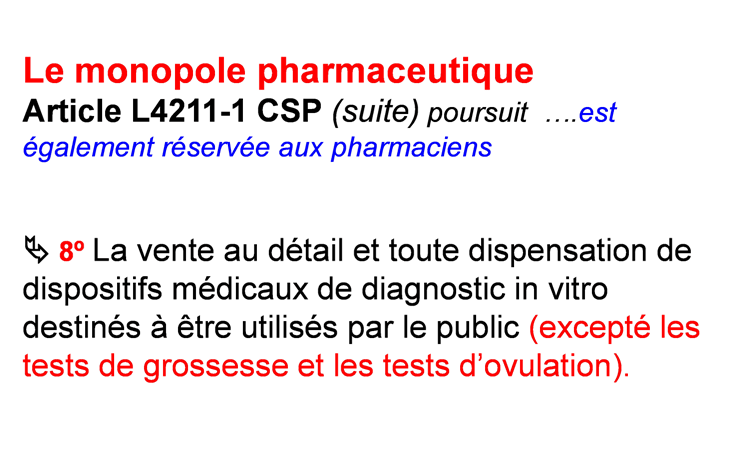 Le monopole pharmaceutique
Article L4211-1 CSP (suite) poursuit ….est
également réservée aux pharmaciens
⮡ 8º La vente au détail et toute dispensation de
dispositifs médicaux de diagnostic in vitro
destinés à être utilisés par le public (excepté les
tests de grossesse et les tests d’ovulation).